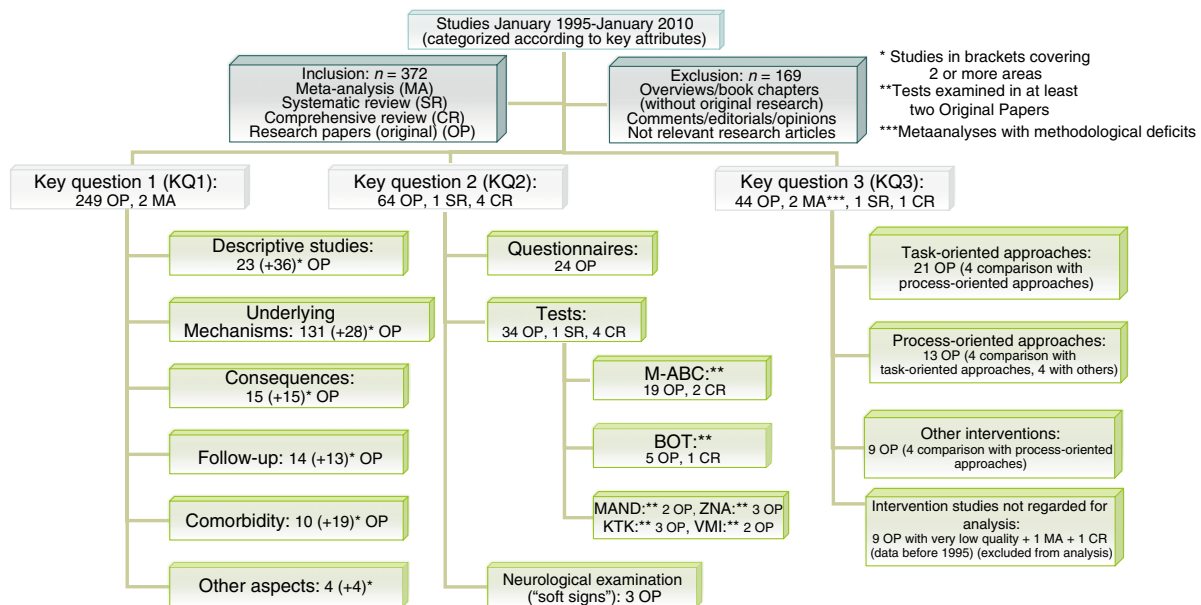 Studies January 1995-January 2010
(categorized according to key attributes)
Inclusion: n = 372
Meta-analysis (MA)
Systematic review (SR)
Comprehensive review (CR)
Research papers (original) (OP)
Exclusion: n = 169
Overviews/book chapters
(without original research)
Comments/editorials/opinions
Not relevant research articles
* Studies in brackets covering
2 or more areas
**Tests examined in at least
two Original Papers
***Metaanalyses with methodological deficits
Key question 1 (KQ1):
249 OP, 2 MA
Descriptive studies:
23 (+36)* OP
Underlying
Mechanisms: 131 (+28)* OP
Consequences:
15 (+15)* OP
Follow-up: 14 (+13)* OP
Comorbidity: 10 (+19)* OP
Other aspects: 4 (+4)*
Key question 2 (KQ2):
64 OP, 1 SR, 4 CR
Questionnaires:
24 OP
Tests:
34 OP, 1 SR, 4 CR
M-ABC:**
19 OP, 2 CR
BOT:**
5 OP, 1 CR
MAND:** 2 OP, ZNA:** 3 OP
KTK:** 3 OP, VMI:** 2 OP
Neurological examination
("soft signs"): 3 OP
Key question 3 (KQ3):
44 OP, 2 MA***, 1 SR, 1 CR
Task-oriented approaches:
21 OP (4 comparison with
process-oriented approaches)
Process-oriented approaches:
13 OP (4 comparison with
task-oriented approaches, 4 with others)
Other interventions:
9 OP (4 comparison with process-oriented
approaches)
Intervention studies not regarded for
analysis:
9 OP with very low quality + 1 MA + 1 CR
(data before 1995) (excluded from analysis)